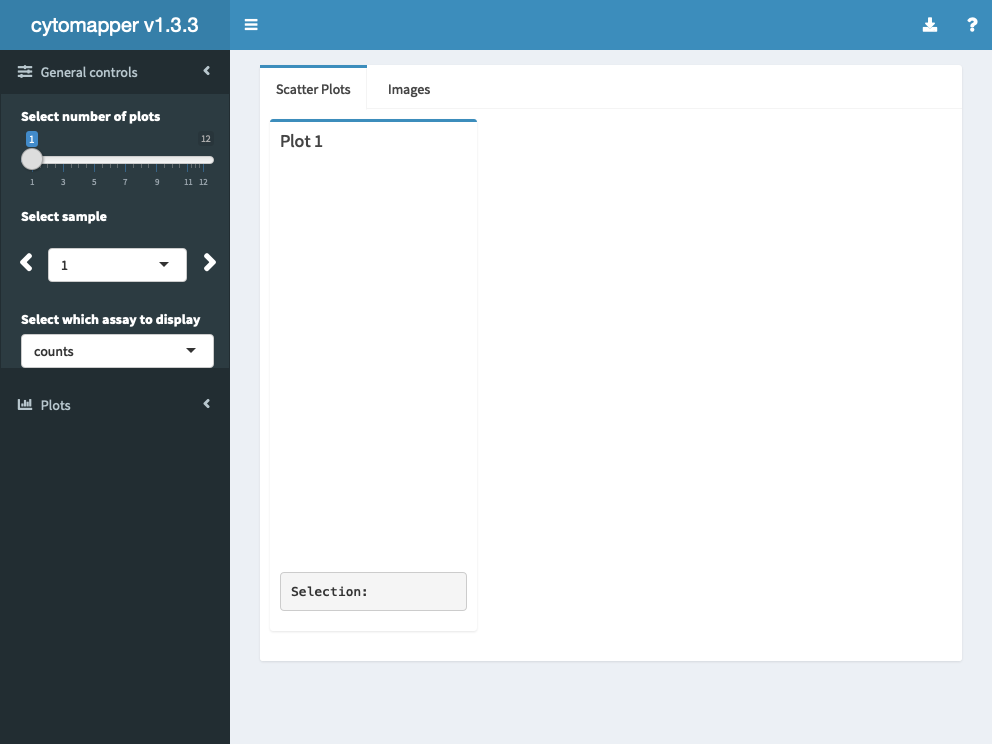 cytomapper v1.3.3
General controls
Select number of plots
1 12
1 3 5 7 9 11 12
Select sample
1
Select which assay to display
counts
Plots
Scatter Plots Images
Plot 1
Selection:
?